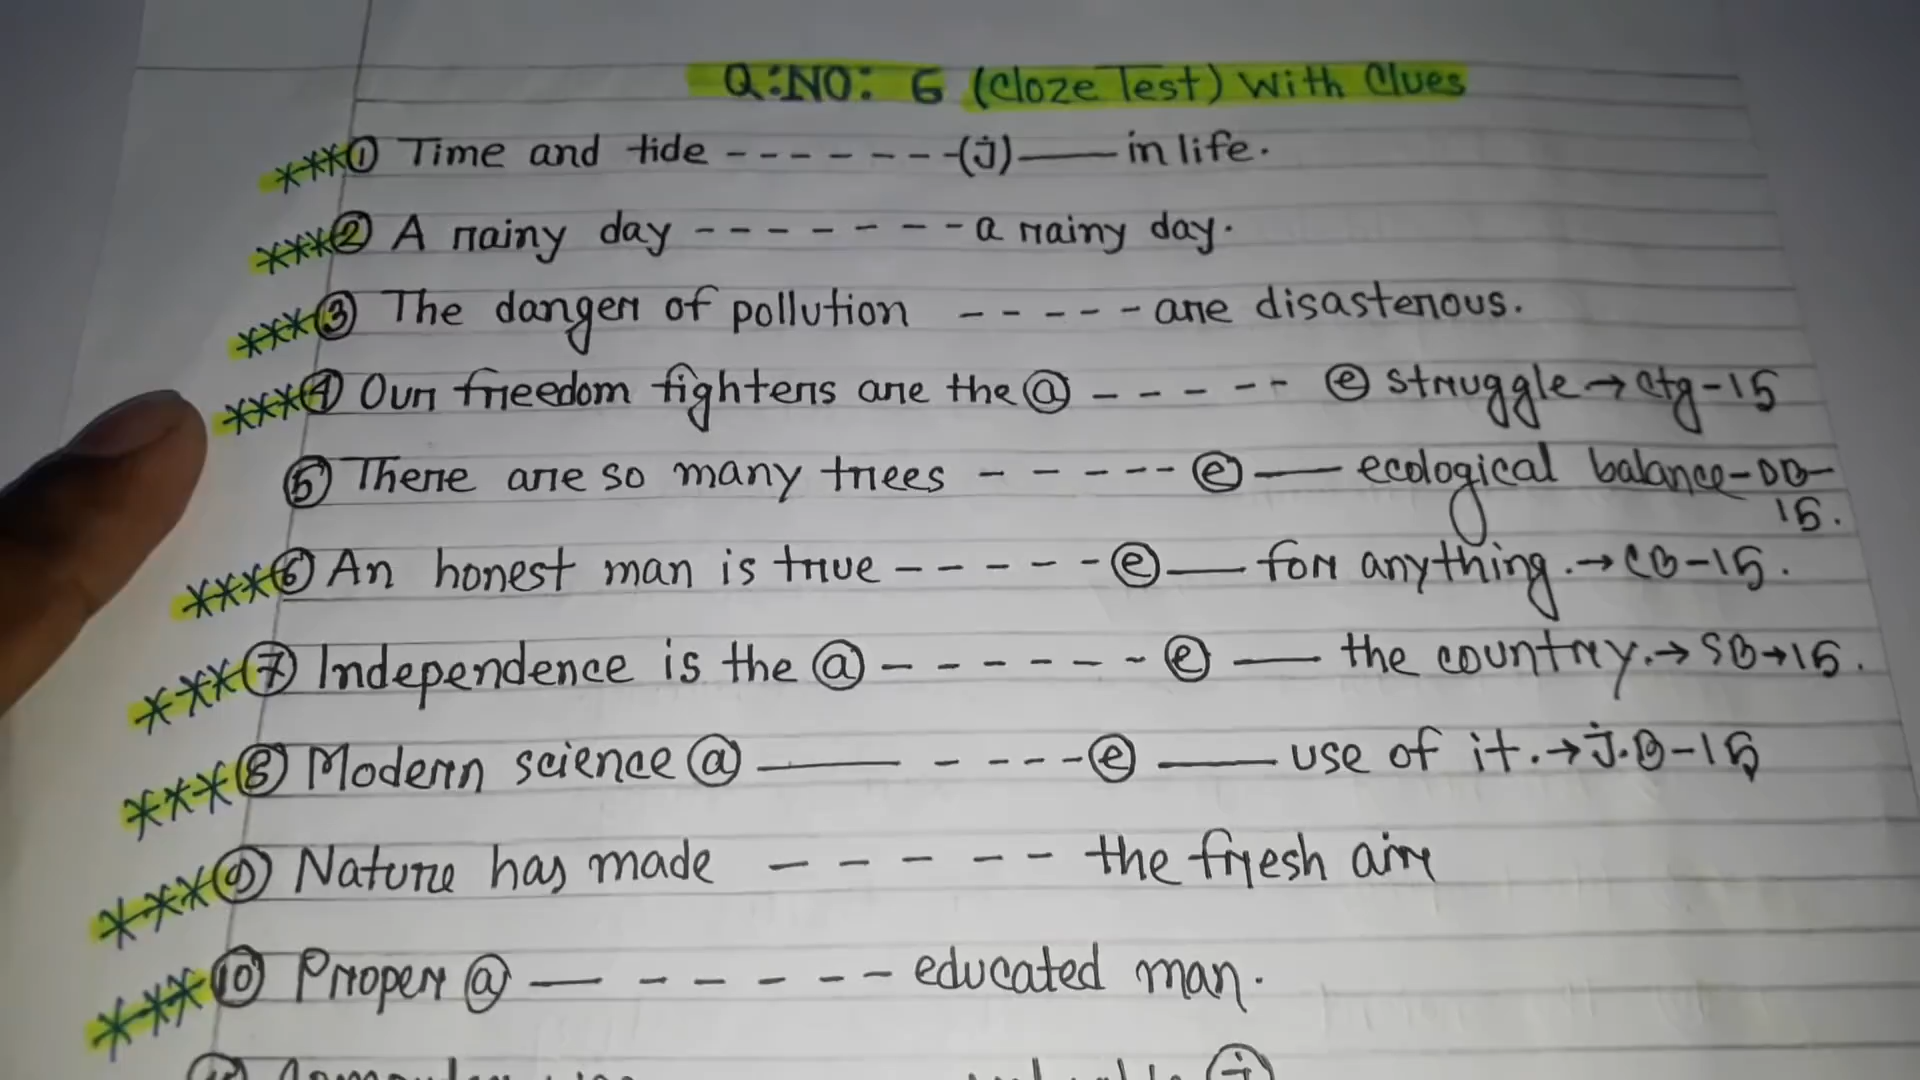 Q:NO: 6 (Cloze Test) With Clues
***① Time and tide - - - - - - - -(j)—— in life.
***② A rainy day - - - - - - - - a rainy day.
***③ The danger of pollution - - - - - are disasterous.
***④ Our freedom fighters are the ⓐ - - - - - - ⓔ struggle → ctg-15
⑤ There are so many trees - - - - - - - ⓔ —— ecological balance-DB-
15.
***⑥ An honest man is true - - - - - ⓔ —— for anything. → CB-15.
***⑦ Independence is the ⓐ - - - - - - - ⓔ —— the country. → SB→15.
***⑧ Modern science ⓐ —— - - - - - ⓔ —— use of it. → J.B-15
***⑨ Nature has made - - - - - - the fresh air
***⑩ Proper ⓐ — - - - - - - educated man.